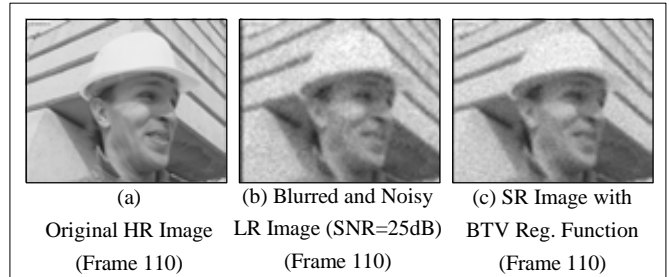 (a)
Original HR Image
(Frame 110)
(b) Blurred and Noisy
LR Image (SNR=25dB)
(Frame 110)
(c) SR Image with
BTV Reg. Function
(Frame 110)